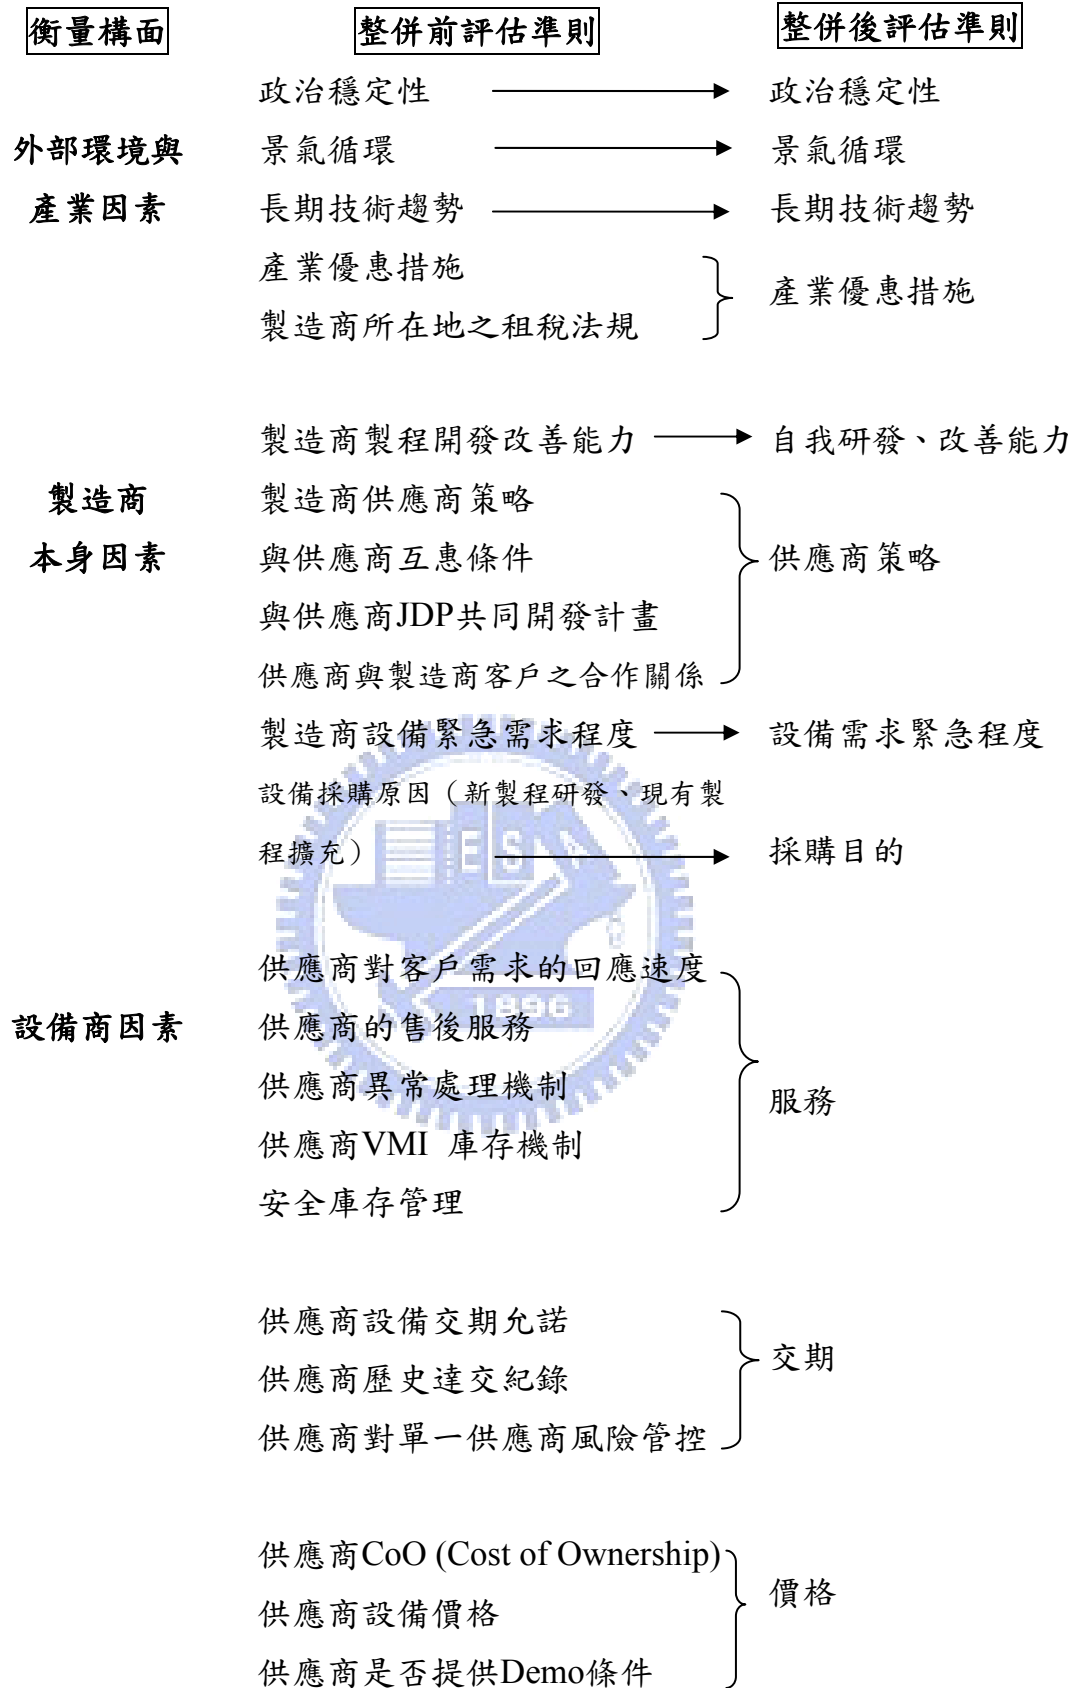 衡量構面 整併前評估準則 整併後評估準則
政治穩定性 政治穩定性
外部環境與 景氣循環 景氣循環
產業因素 長期技術趨勢 長期技術趨勢
產業優惠措施
產業優惠措施
製造商所在地之租稅法規
製造商製程開發改善能力 自我研發、改善能力
製造商 製造商供應商策略
本身因素 與供應商互惠條件 供應商策略
與供應商JDP共同開發計畫
供應商與製造商客戶之合作關係
製造商設備緊急需求程度 設備需求緊急程度
設備採購原因（新製程研發、現有製
程擴充） 採購目的
ES
供應商對客戶需求的回應速度
1896
設備商因素 供應商的售後服務
供應商異常處理機制
服務
供應商VMI 庫存機制
安全庫存管理
供應商設備交期允諾
交期
供應商歷史達交紀錄
供應商對單一供應商風險管控
供應商CoO (Cost of Ownership)
價格
供應商設備價格
供應商是否提供Demo條件